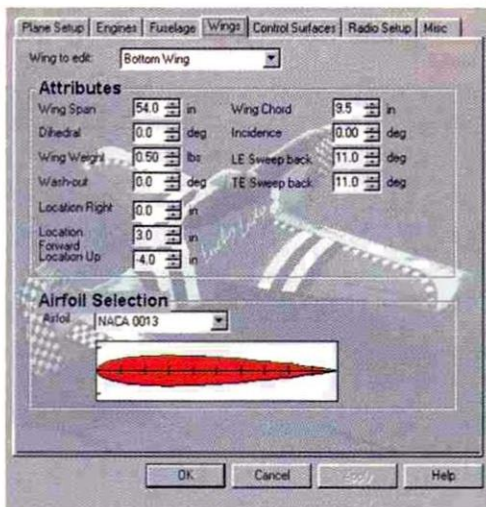 Plane Setup Engines Fuselage Wings Control Surfaces Radio Setup Misc
Wing to edit: Bottom Wing
Attributes
Wing Span 54.0 in Wing Chord 9.5 in
Dihedral 0.0 deg Incidence 0.00 deg
Wing Weight 0.50 lbs LE Sweep back 11.0 deg
Wash-out 0.0 deg TE Sweep back 11.0 deg
Location Right 0.0 in
Location Forward 3.0 in
Location Up -4.0 in
Airfoil Selection
Airfoil NACA 0013
OK Cancel Apply Help